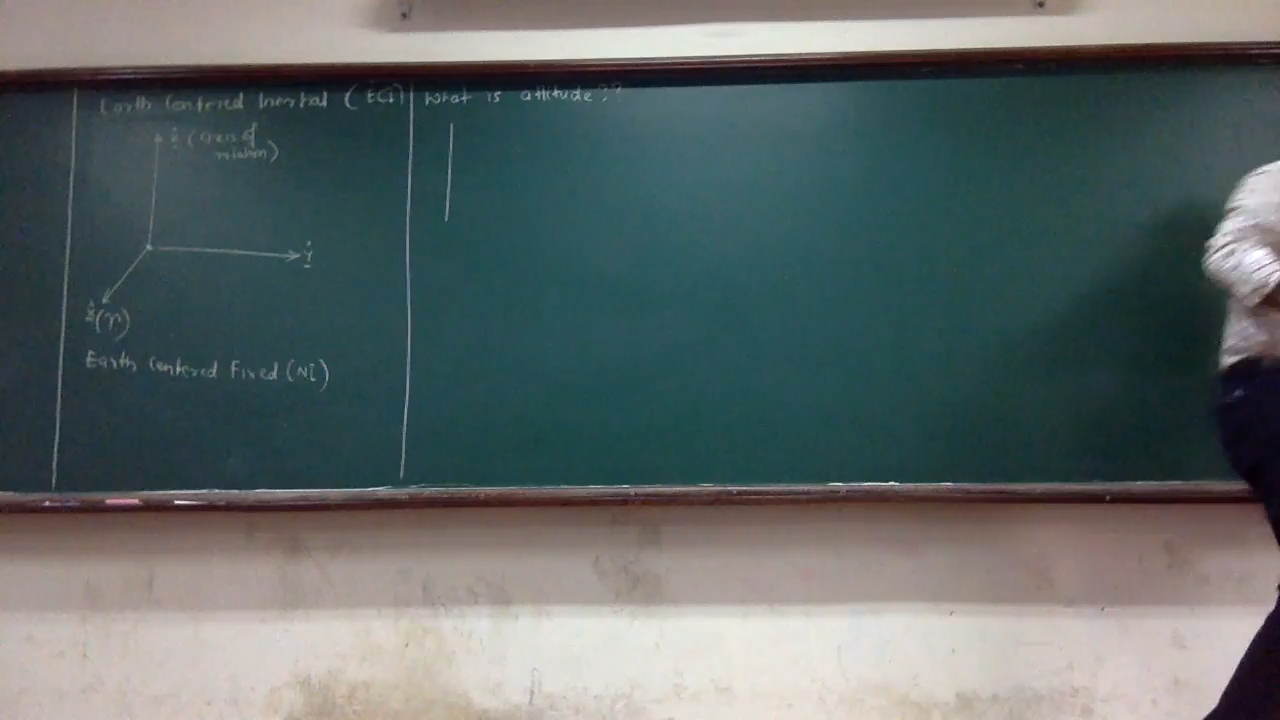 Earth Centered Inertial (ECI)
Ẑ (axis of
rotation)
Ŷ
X̂(♈)
Earth Centered Fixed (NI)
What is attitude??